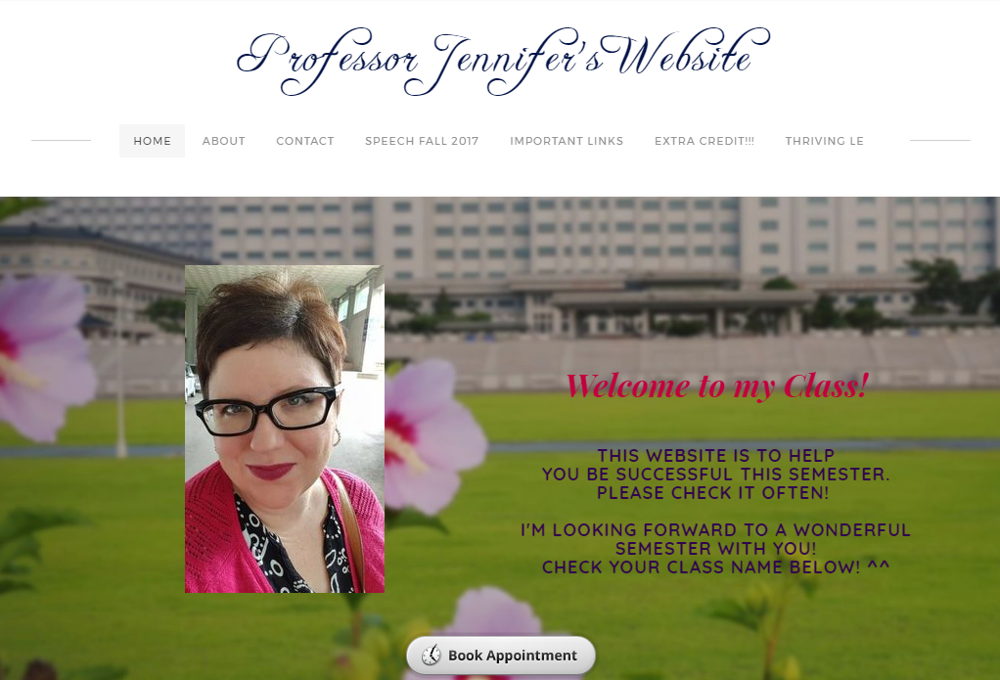 Professor Jennifer's Website
HOME ABOUT CONTACT SPEECH FALL 2017 IMPORTANT LINKS EXTRA CREDIT!!! THRIVING LE
Welcome to my Class!
THIS WEBSITE IS TO HELP
YOU BE SUCCESSFUL THIS SEMESTER.
PLEASE CHECK IT OFTEN!
I'M LOOKING FORWARD TO A WONDERFUL
SEMESTER WITH YOU!
CHECK YOUR CLASS NAME BELOW! ^^
Book Appointment